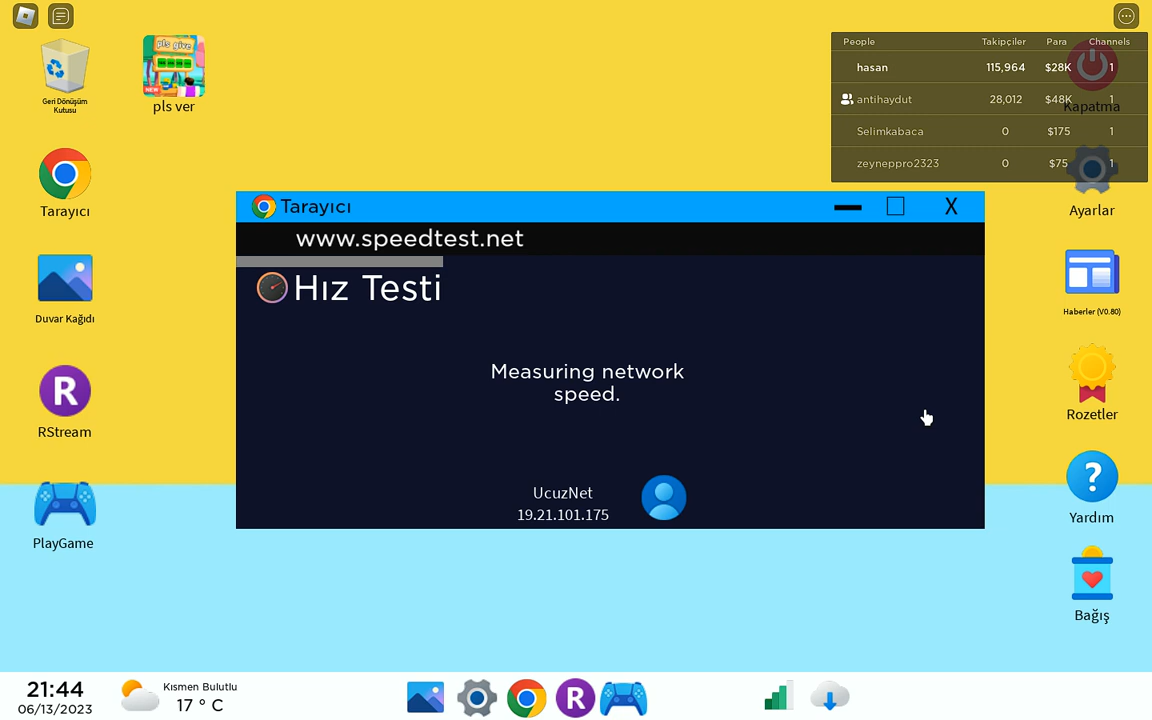 People Takipçiler Para Channels
hasan 115,964 $28K 1
antihaydut 28,012 $48K 1
Selimkabaca 0 $175 1
zeyneppro2323 0 $75 1
Kapatma
pls give
NEW
Geri Dönüşüm
Kutusu
pls ver
Tarayıcı
Duvar Kağıdı
R
RStream
PlayGame
Tarayıcı
X
www.speedtest.net
Hız Testi
Measuring network
speed.
UcuzNet
19.21.101.175
Ayarlar
Haberler (V0.80)
Rozetler
?
Yardım
Bağış
21:44
06/13/2023
Kısmen Bulutlu
17 ° C
R